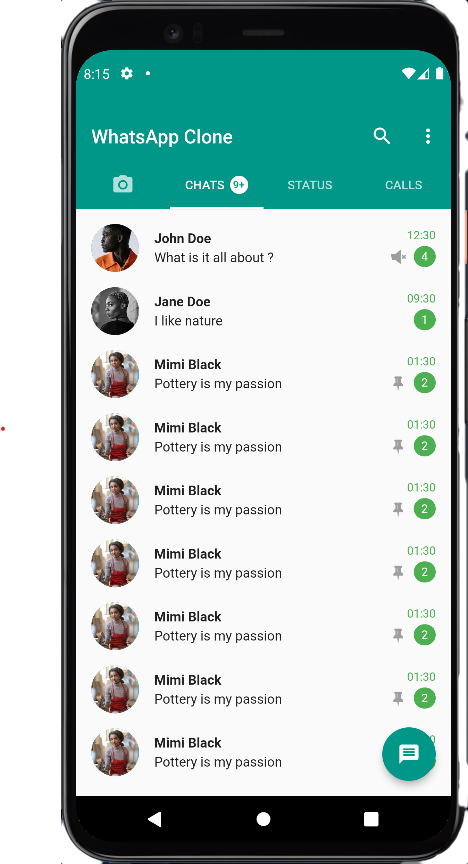 8:15
WhatsApp Clone
CHATS 9+ STATUS CALLS
John Doe 12:30
What is it all about ? 4
Jane Doe 09:30
I like nature 1
Mimi Black 01:30
Pottery is my passion 2
Mimi Black 01:30
Pottery is my passion 2
Mimi Black 01:30
Pottery is my passion 2
Mimi Black 01:30
Pottery is my passion 2
Mimi Black 01:30
Pottery is my passion 2
Mimi Black 01:30
Pottery is my passion 2
Mimi Black
Pottery is my passion